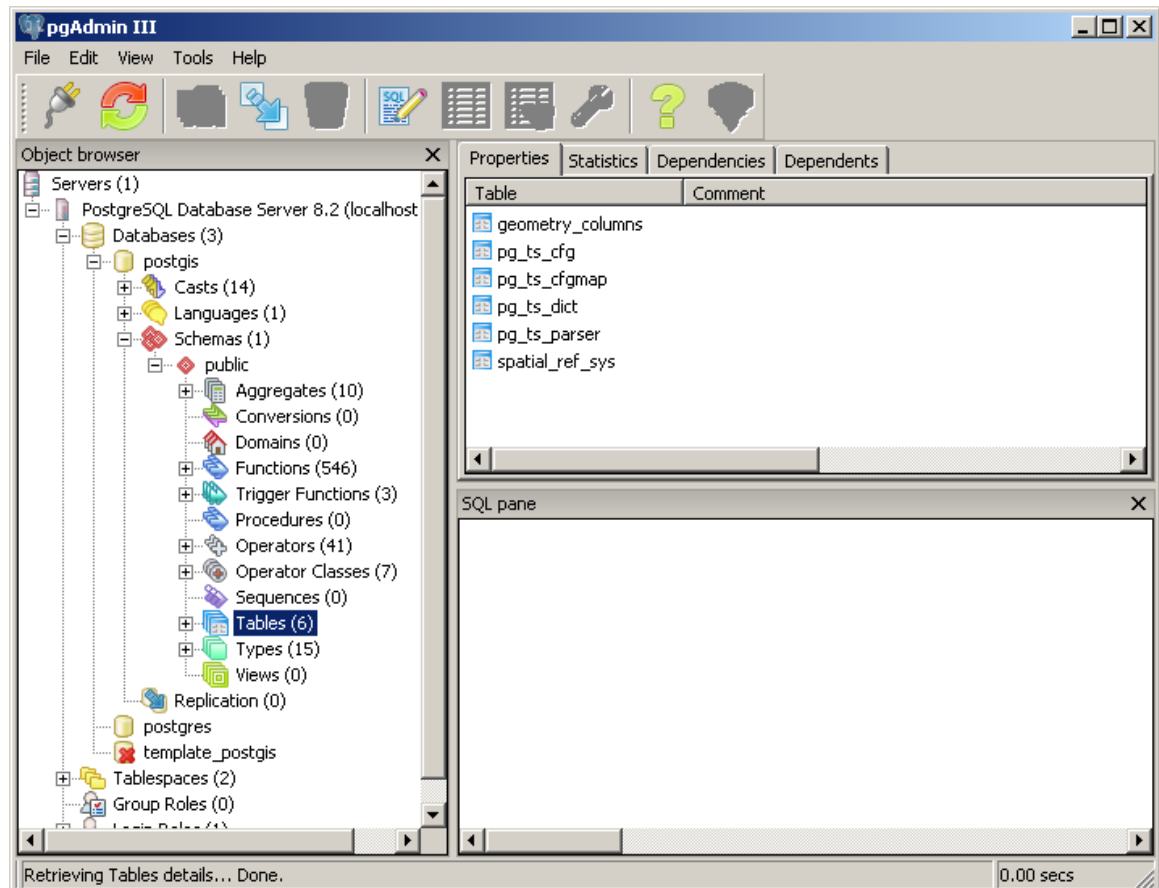 pgAdmin III
File Edit View Tools Help
SQL
Object browser
Servers (1)
PostgreSQL Database Server 8.2 (localhost
Databases (3)
postgis
Casts (14)
Languages (1)
Schemas (1)
public
Aggregates (10)
Conversions (0)
Domains (0)
Functions (546)
Trigger Functions (3)
Procedures (0)
Operators (41)
Operator Classes (7)
Sequences (0)
Tables (6)
Types (15)
Views (0)
Replication (0)
postgres
template_postgis
Tablespaces (2)
Group Roles (0)
Login Roles (1)
Properties Statistics Dependencies Dependents
Table Comment
geometry_columns
pg_ts_cfg
pg_ts_cfgmap
pg_ts_dict
pg_ts_parser
spatial_ref_sys
SQL pane
Retrieving Tables details... Done. 0.00 secs